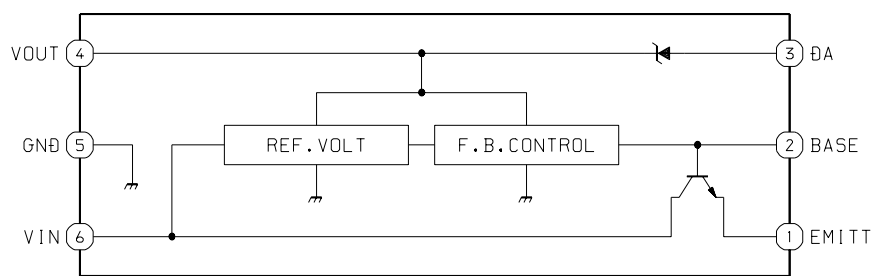 VOUT 4 3 ĐA
GNĐ 5 REF.VOLT F.B.CONTROL 2 BASE
VIN 6 1 EMITT